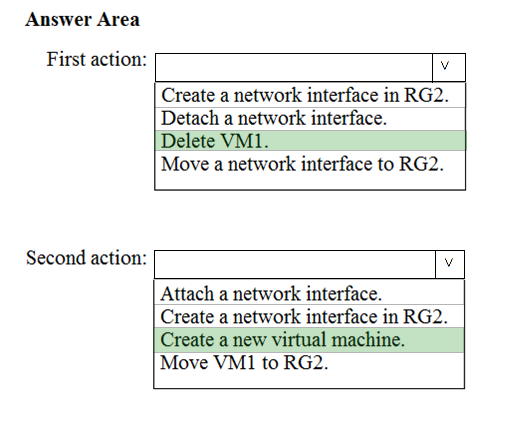 Answer Area
First action:
V
Create a network interface in RG2.
Detach a network interface.
Delete VM1.
Move a network interface to RG2.
Second action:
V
Attach a network interface.
Create a network interface in RG2.
Create a new virtual machine.
Move VM1 to RG2.